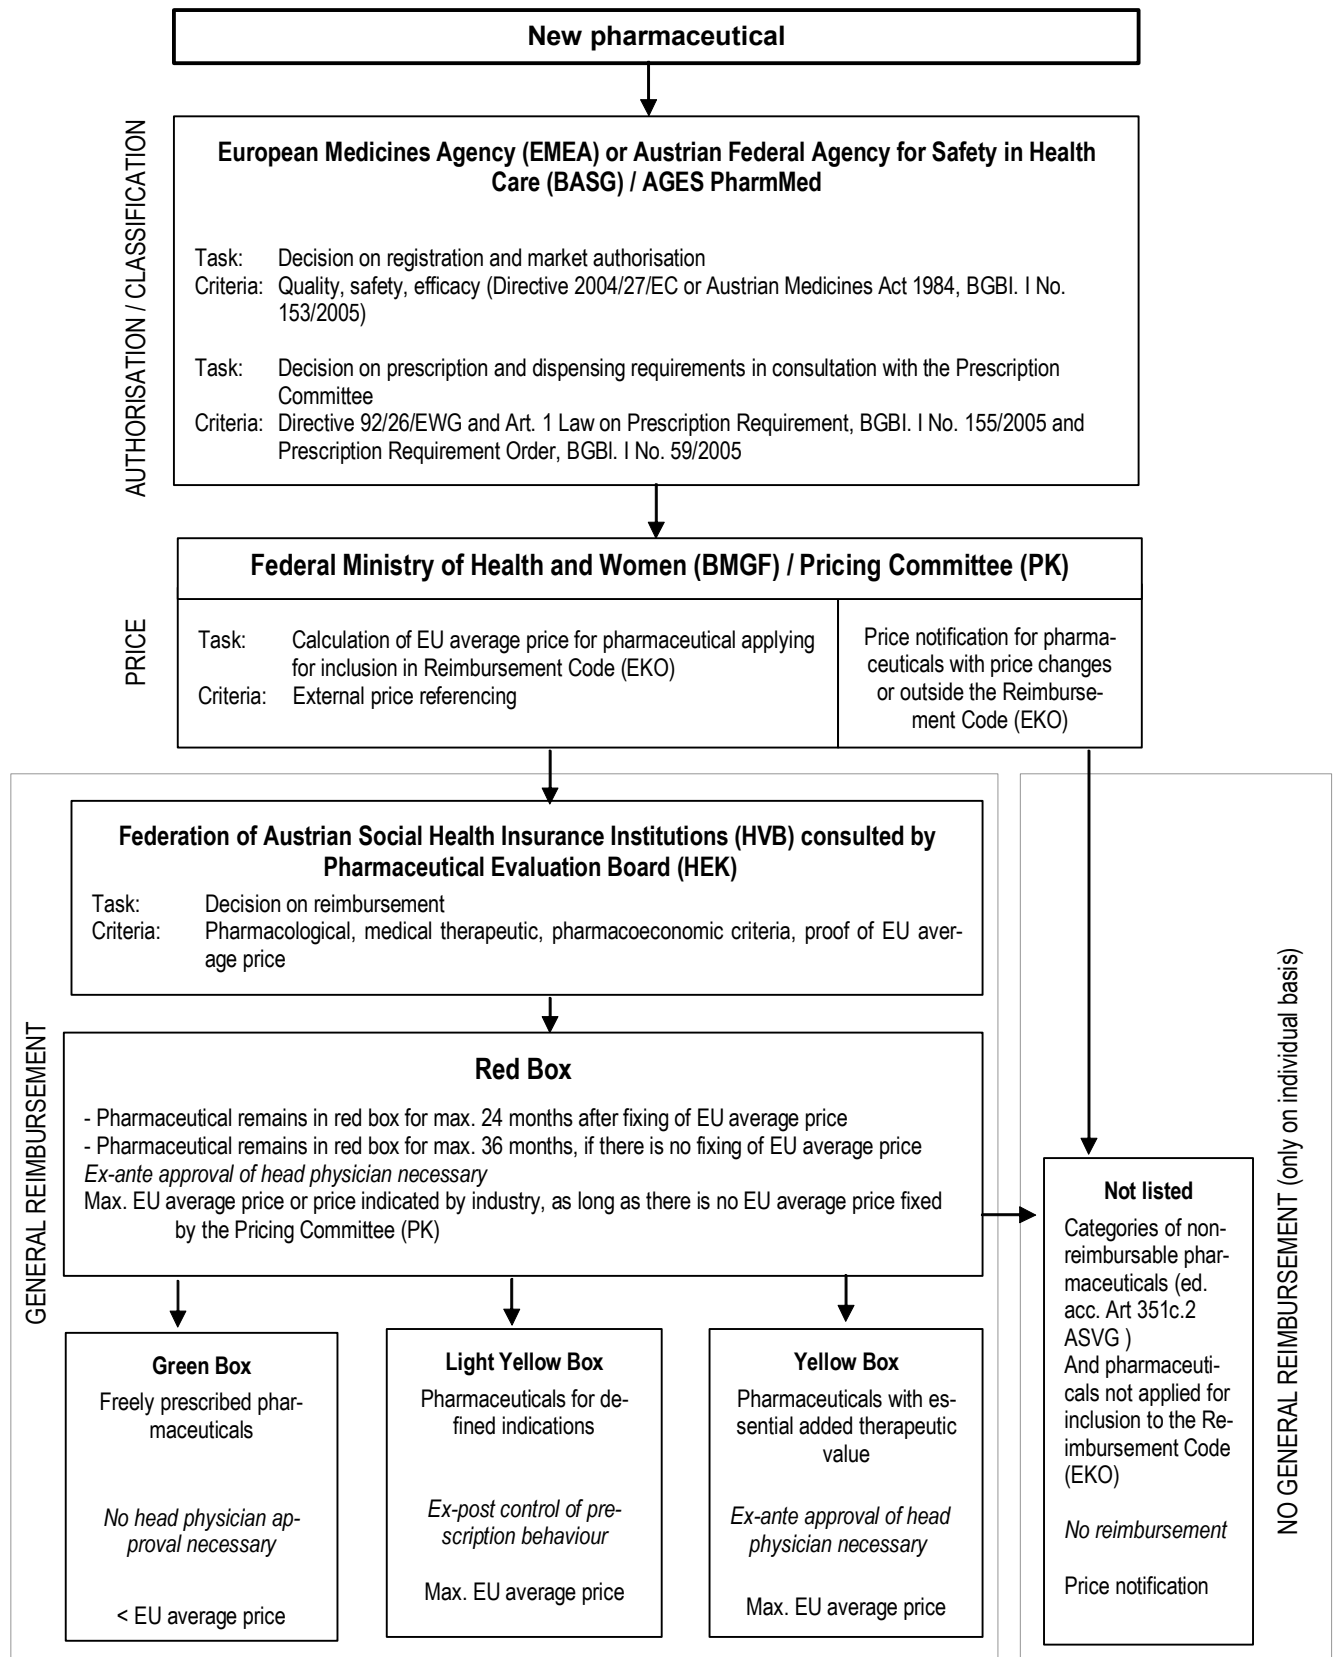 New pharmaceutical
AUTHORISATION / CLASSIFICATION
European Medicines Agency (EMEA) or Austrian Federal Agency for Safety in Health
Care (BASG) / AGES PharmMed
Task: Decision on registration and market authorisation
Criteria: Quality, safety, efficacy (Directive 2004/27/EC or Austrian Medicines Act 1984, BGBl. I No.
153/2005)
Task: Decision on prescription and dispensing requirements in consultation with the Prescription
Committee
Criteria: Directive 92/26/EWG and Art. 1 Law on Prescription Requirement, BGBl. I No. 155/2005 and
Prescription Requirement Order, BGBl. I No. 59/2005
PRICE
Federal Ministry of Health and Women (BMGF) / Pricing Committee (PK)
Task: Calculation of EU average price for pharmaceutical applying
for inclusion in Reimbursement Code (EKO)
Criteria: External price referencing
Price notification for pharma-
ceuticals with price changes
or outside the Reimburse-
ment Code (EKO)
GENERAL REIMBURSEMENT
Federation of Austrian Social Health Insurance Institutions (HVB) consulted by
Pharmaceutical Evaluation Board (HEK)
Task: Decision on reimbursement
Criteria: Pharmacological, medical therapeutic, pharmacoeconomic criteria, proof of EU aver-
age price
Red Box
- Pharmaceutical remains in red box for max. 24 months after fixing of EU average price
- Pharmaceutical remains in red box for max. 36 months, if there is no fixing of EU average price
Ex-ante approval of head physician necessary
Max. EU average price or price indicated by industry, as long as there is no EU average price fixed
by the Pricing Committee (PK)
Green Box
Freely prescribed phar-
maceuticals
No head physician ap-
proval necessary
< EU average price
Light Yellow Box
Pharmaceuticals for de-
fined indications
Ex-post control of pre-
scription behaviour
Max. EU average price
Yellow Box
Pharmaceuticals with es-
sential added therapeutic
value
Ex-ante approval of head
physician necessary
Max. EU average price
NO GENERAL REIMBURSEMENT (only on individual basis)
Not listed
Categories of non-
reimbursable phar-
maceuticals (ed.
acc. Art 351c.2
ASVG )
And pharmaceuti-
cals not applied for
inclusion to the Re-
imbursement Code
(EKO)
No reimbursement
Price notification